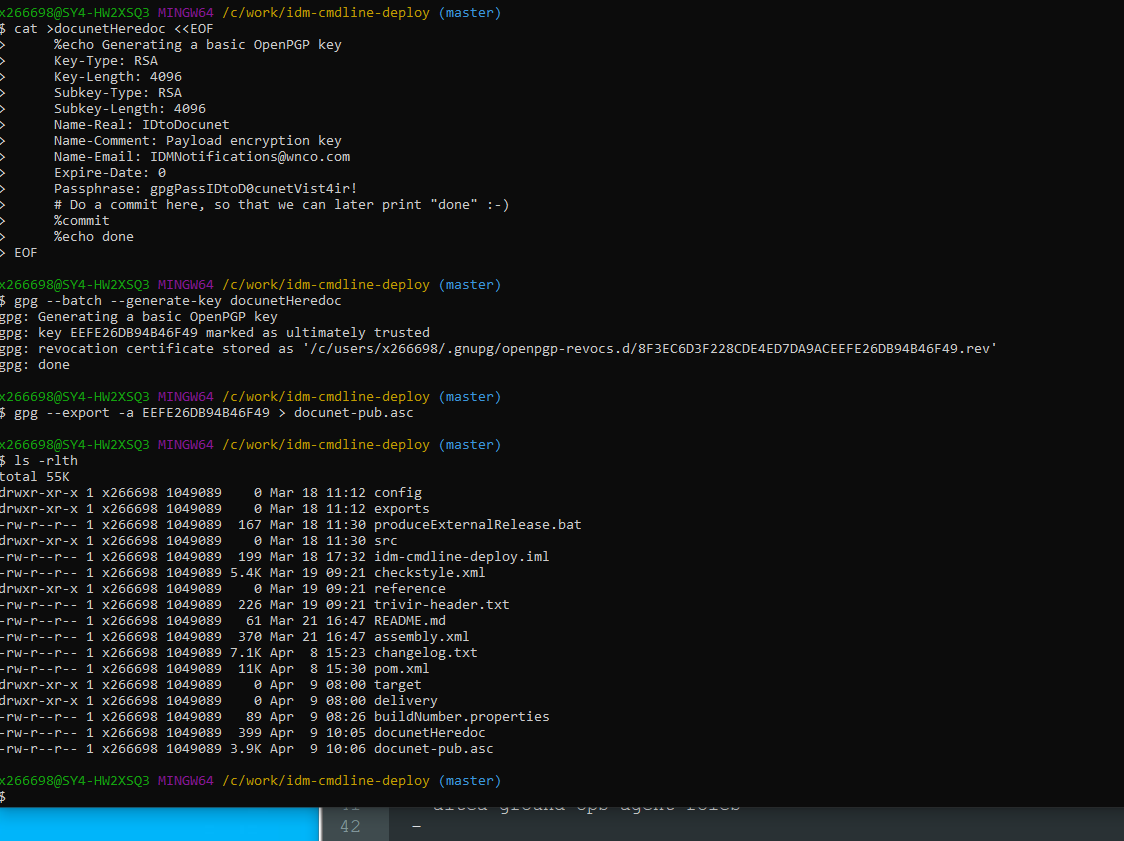 x266698@SY4-HW2XSQ3 MINGW64 /c/work/idm-cmdline-deploy (master)
$ cat >docunetHeredoc <<EOF
>      %echo Generating a basic OpenPGP key
>      Key-Type: RSA
>      Key-Length: 4096
>      Subkey-Type: RSA
>      Subkey-Length: 4096
>      Name-Real: IDtoDocunet
>      Name-Comment: Payload encryption key
>      Name-Email: IDMNotifications@wnco.com
>      Expire-Date: 0
>      Passphrase: gpgPassIDtoD0cunetVist4ir!
>      # Do a commit here, so that we can later print "done" :-)
>      %commit
>      %echo done
> EOF
x266698@SY4-HW2XSQ3 MINGW64 /c/work/idm-cmdline-deploy (master)
$ gpg --batch --generate-key docunetHeredoc
gpg: Generating a basic OpenPGP key
gpg: key EEFE26DB94B46F49 marked as ultimately trusted
gpg: revocation certificate stored as '/c/users/x266698/.gnupg/openpgp-revocs.d/8F3EC6D3F228CDE4ED7DA9ACEEFE26DB94B46F49.rev'
gpg: done
x266698@SY4-HW2XSQ3 MINGW64 /c/work/idm-cmdline-deploy (master)
$ gpg --export -a EEFE26DB94B46F49 > docunet-pub.asc
x266698@SY4-HW2XSQ3 MINGW64 /c/work/idm-cmdline-deploy (master)
$ ls -rlth
total 55K
drwxr-xr-x 1 x266698 1049089    0 Mar 18 11:12 config
drwxr-xr-x 1 x266698 1049089    0 Mar 18 11:12 exports
-rw-r--r-- 1 x266698 1049089  167 Mar 18 11:30 produceExternalRelease.bat
drwxr-xr-x 1 x266698 1049089    0 Mar 18 11:30 src
-rw-r--r-- 1 x266698 1049089  199 Mar 18 17:32 idm-cmdline-deploy.iml
-rw-r--r-- 1 x266698 1049089 5.4K Mar 19 09:21 checkstyle.xml
drwxr-xr-x 1 x266698 1049089    0 Mar 19 09:21 reference
-rw-r--r-- 1 x266698 1049089  226 Mar 19 09:21 trivir-header.txt
-rw-r--r-- 1 x266698 1049089   61 Mar 21 16:47 README.md
-rw-r--r-- 1 x266698 1049089  370 Mar 21 16:47 assembly.xml
-rw-r--r-- 1 x266698 1049089 7.1K Apr  8 15:23 changelog.txt
-rw-r--r-- 1 x266698 1049089  11K Apr  8 15:30 pom.xml
drwxr-xr-x 1 x266698 1049089    0 Apr  9 08:00 target
drwxr-xr-x 1 x266698 1049089    0 Apr  9 08:00 delivery
-rw-r--r-- 1 x266698 1049089   89 Apr  9 08:26 buildNumber.properties
-rw-r--r-- 1 x266698 1049089  399 Apr  9 10:05 docunetHeredoc
-rw-r--r-- 1 x266698 1049089 3.9K Apr  9 10:06 docunet-pub.asc
x266698@SY4-HW2XSQ3 MINGW64 /c/work/idm-cmdline-deploy (master)
$
42 -